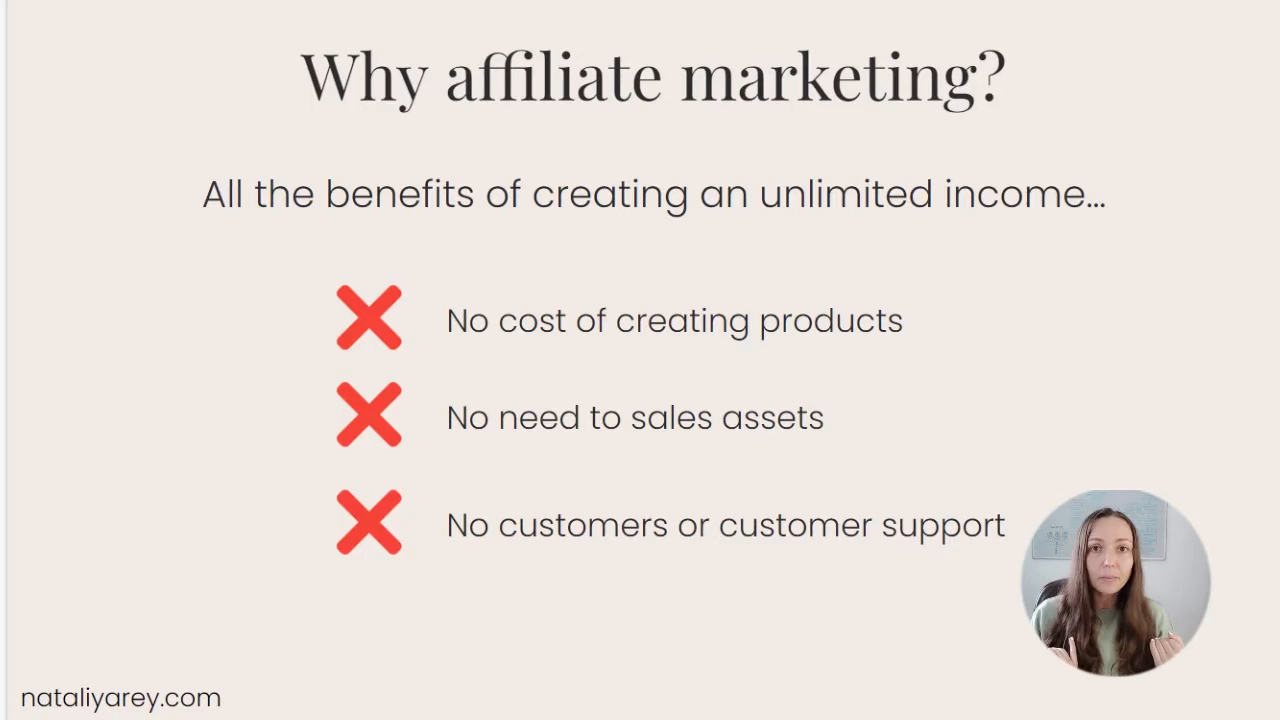 Why affiliate marketing?
All the benefits of creating an unlimited income...
No cost of creating products
No need to sales assets
No customers or customer support
nataliyarey.com